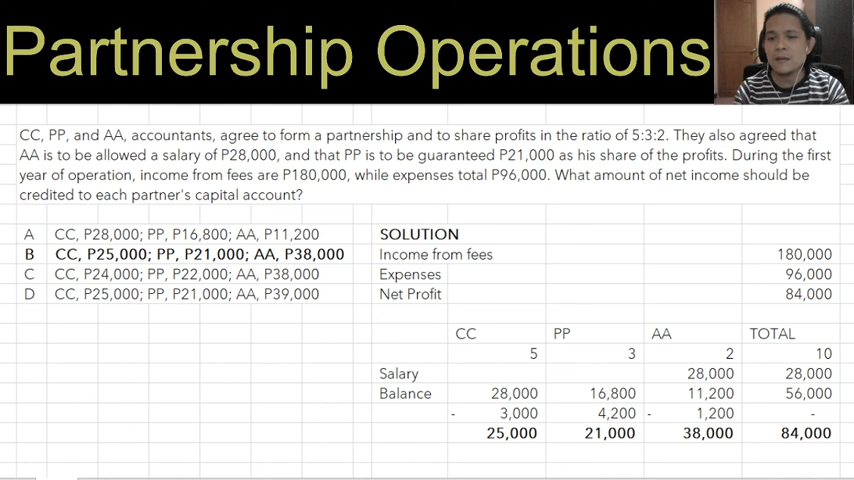 Partnership Operations
CC, PP, and AA, accountants, agree to form a partnership and to share profits in the ratio of 5:3:2. They also agreed that
AA is to be allowed a salary of P28,000, and that PP is to be guaranteed P21,000 as his share of the profits. During the first
year of operation, income from fees are P180,000, while expenses total P96,000. What amount of net income should be
credited to each partner's capital account?
A CC, P28,000; PP, P16,800; AA, P11,200
B CC, P25,000; PP, P21,000; AA, P38,000
C CC, P24,000; PP, P22,000; AA, P38,000
D CC, P25,000; PP, P21,000; AA, P39,000
SOLUTION
Income from fees 180,000
Expenses 96,000
Net Profit 84,000
CC PP AA TOTAL
5 3 2 10
Salary 28,000 28,000
Balance 28,000 16,800 11,200 56,000
- 3,000 4,200 - 1,200 -
25,000 21,000 38,000 84,000